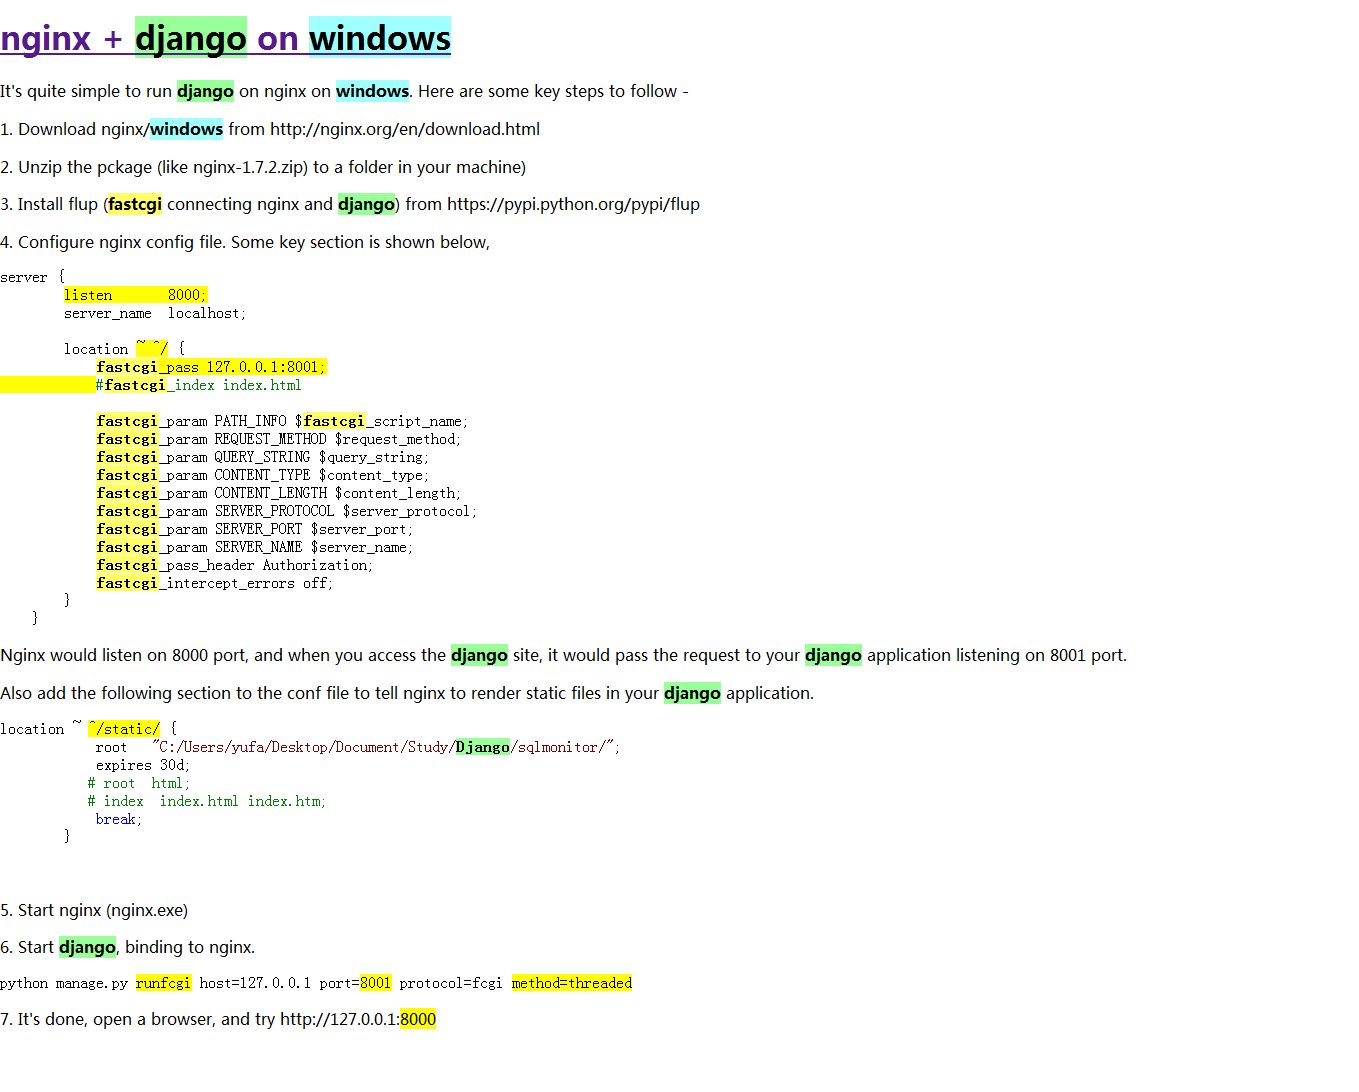 nginx + django on windows
It's quite simple to run django on nginx on windows. Here are some key steps to follow -
1. Download nginx/windows from http://nginx.org/en/download.html
2. Unzip the pckage (like nginx-1.7.2.zip) to a folder in your machine)
3. Install flup (fastcgi connecting nginx and django) from https://pypi.python.org/pypi/flup
4. Configure nginx config file. Some key section is shown below,
server {
        listen       8000;
        server_name  localhost;
        location ~ ^/ {
            fastcgi_pass 127.0.0.1:8001;
            #fastcgi_index index.html
            fastcgi_param PATH_INFO $fastcgi_script_name;
            fastcgi_param REQUEST_METHOD $request_method;
            fastcgi_param QUERY_STRING $query_string;
            fastcgi_param CONTENT_TYPE $content_type;
            fastcgi_param CONTENT_LENGTH $content_length;
            fastcgi_param SERVER_PROTOCOL $server_protocol;
            fastcgi_param SERVER_PORT $server_port;
            fastcgi_param SERVER_NAME $server_name;
            fastcgi_pass_header Authorization;
            fastcgi_intercept_errors off;
        }
    }
Nginx would listen on 8000 port, and when you access the django site, it would pass the request to your django application listening on 8001 port.
Also add the following section to the conf file to tell nginx to render static files in your django application.
location ~ ^/static/ {
            root   "C:/Users/yufa/Desktop/Document/Study/Django/sqlmonitor/";
            expires 30d;
           # root  html;
           # index  index.html index.htm;
            break;
        }
5. Start nginx (nginx.exe)
6. Start django, binding to nginx.
python manage.py runfcgi host=127.0.0.1 port=8001 protocol=fcgi method=threaded
7. It's done, open a browser, and try http://127.0.0.1:8000